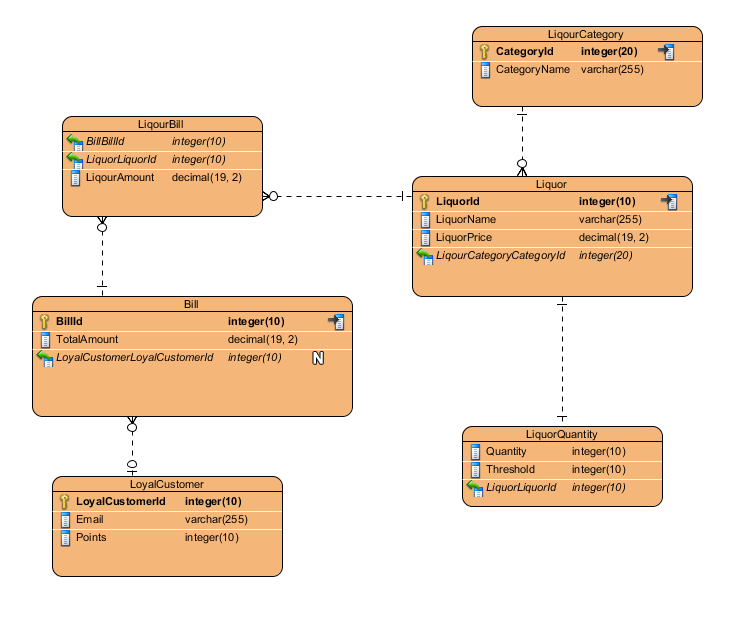 LiqourCategory
CategoryId integer(20)
CategoryName varchar(255)
LiqourBill
BillBillId integer(10)
LiquorLiquorId integer(10)
LiqourAmount decimal(19, 2)
Liquor
LiquorId integer(10)
LiquorName varchar(255)
LiquorPrice decimal(19, 2)
LiqourCategoryCategoryId integer(20)
Bill
BillId integer(10)
TotalAmount decimal(19, 2)
LoyalCustomerLoyalCustomerId integer(10) N
LiquorQuantity
Quantity integer(10)
Threshold integer(10)
LiquorLiquorId integer(10)
LoyalCustomer
LoyalCustomerId integer(10)
Email varchar(255)
Points integer(10)